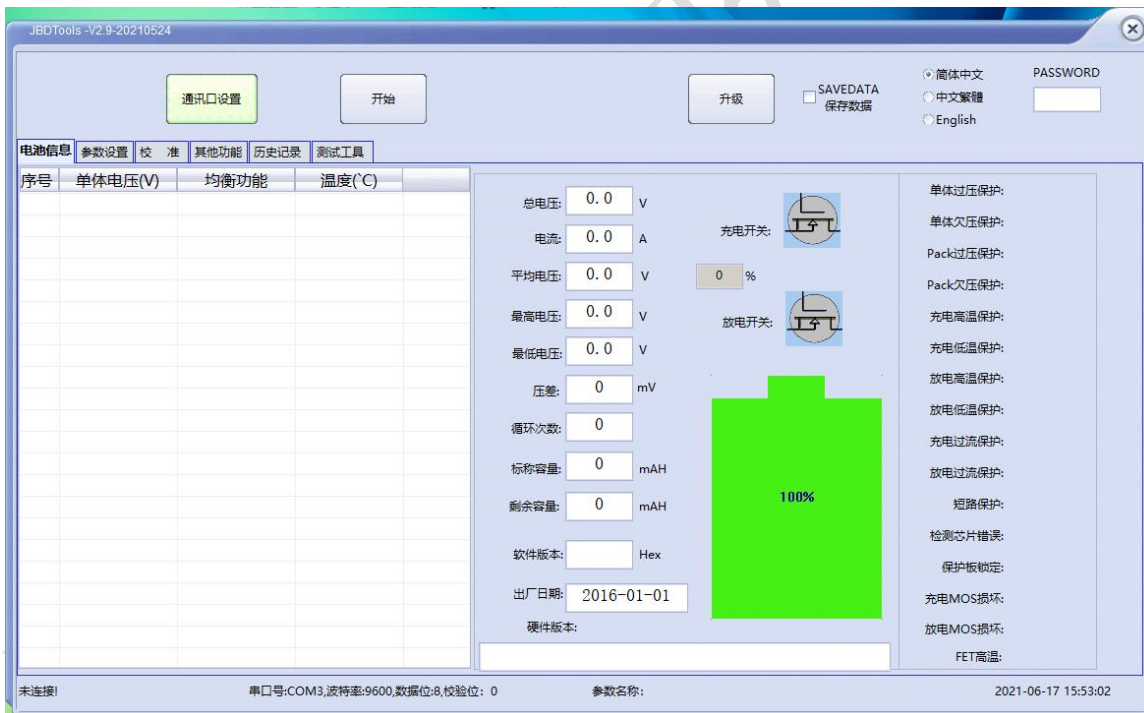 JBDTools -V2.9-20210524
通讯口设置
开始
升级
SAVEDATA
保存数据
简体中文
中文繁體
English
PASSWORD
电池信息 参数设置 校 准 其他功能 历史记录 测试工具
序号 单体电压(V) 均衡功能 温度(`C)
总电压: 0.0 V
电流: 0.0 A
平均电压: 0.0 V
最高电压: 0.0 V
最低电压: 0.0 V
压差: 0 mV
循环次数: 0
标称容量: 0 mAH
剩余容量: 0 mAH
软件版本: Hex
出厂日期: 2016-01-01
硬件版本:
充电开关:
0 %
放电开关:
100%
单体过压保护:
单体欠压保护:
Pack过压保护:
Pack欠压保护:
充电高温保护:
充电低温保护:
放电高温保护:
放电低温保护:
充电过流保护:
放电过流保护:
短路保护:
检测芯片错误:
保护板锁定:
充电MOS损坏:
放电MOS损坏:
FET高温:
未连接! 串口号:COM3,波特率:9600,数据位:8,校验位: 0 参数名称: 2021-06-17 15:53:02